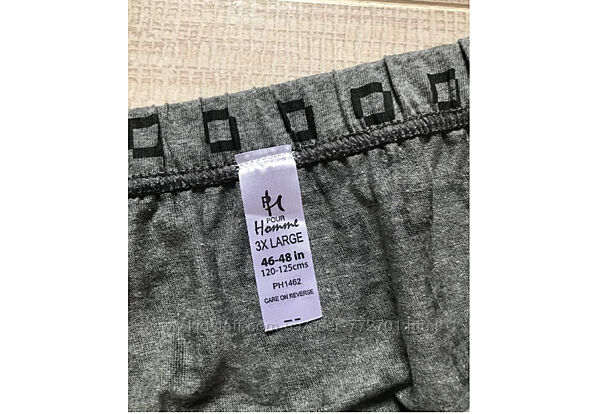 PH
POUR
Homme
3X LARGE
46-48 in
120-125cms
PH1462
CARE ON REVERSE